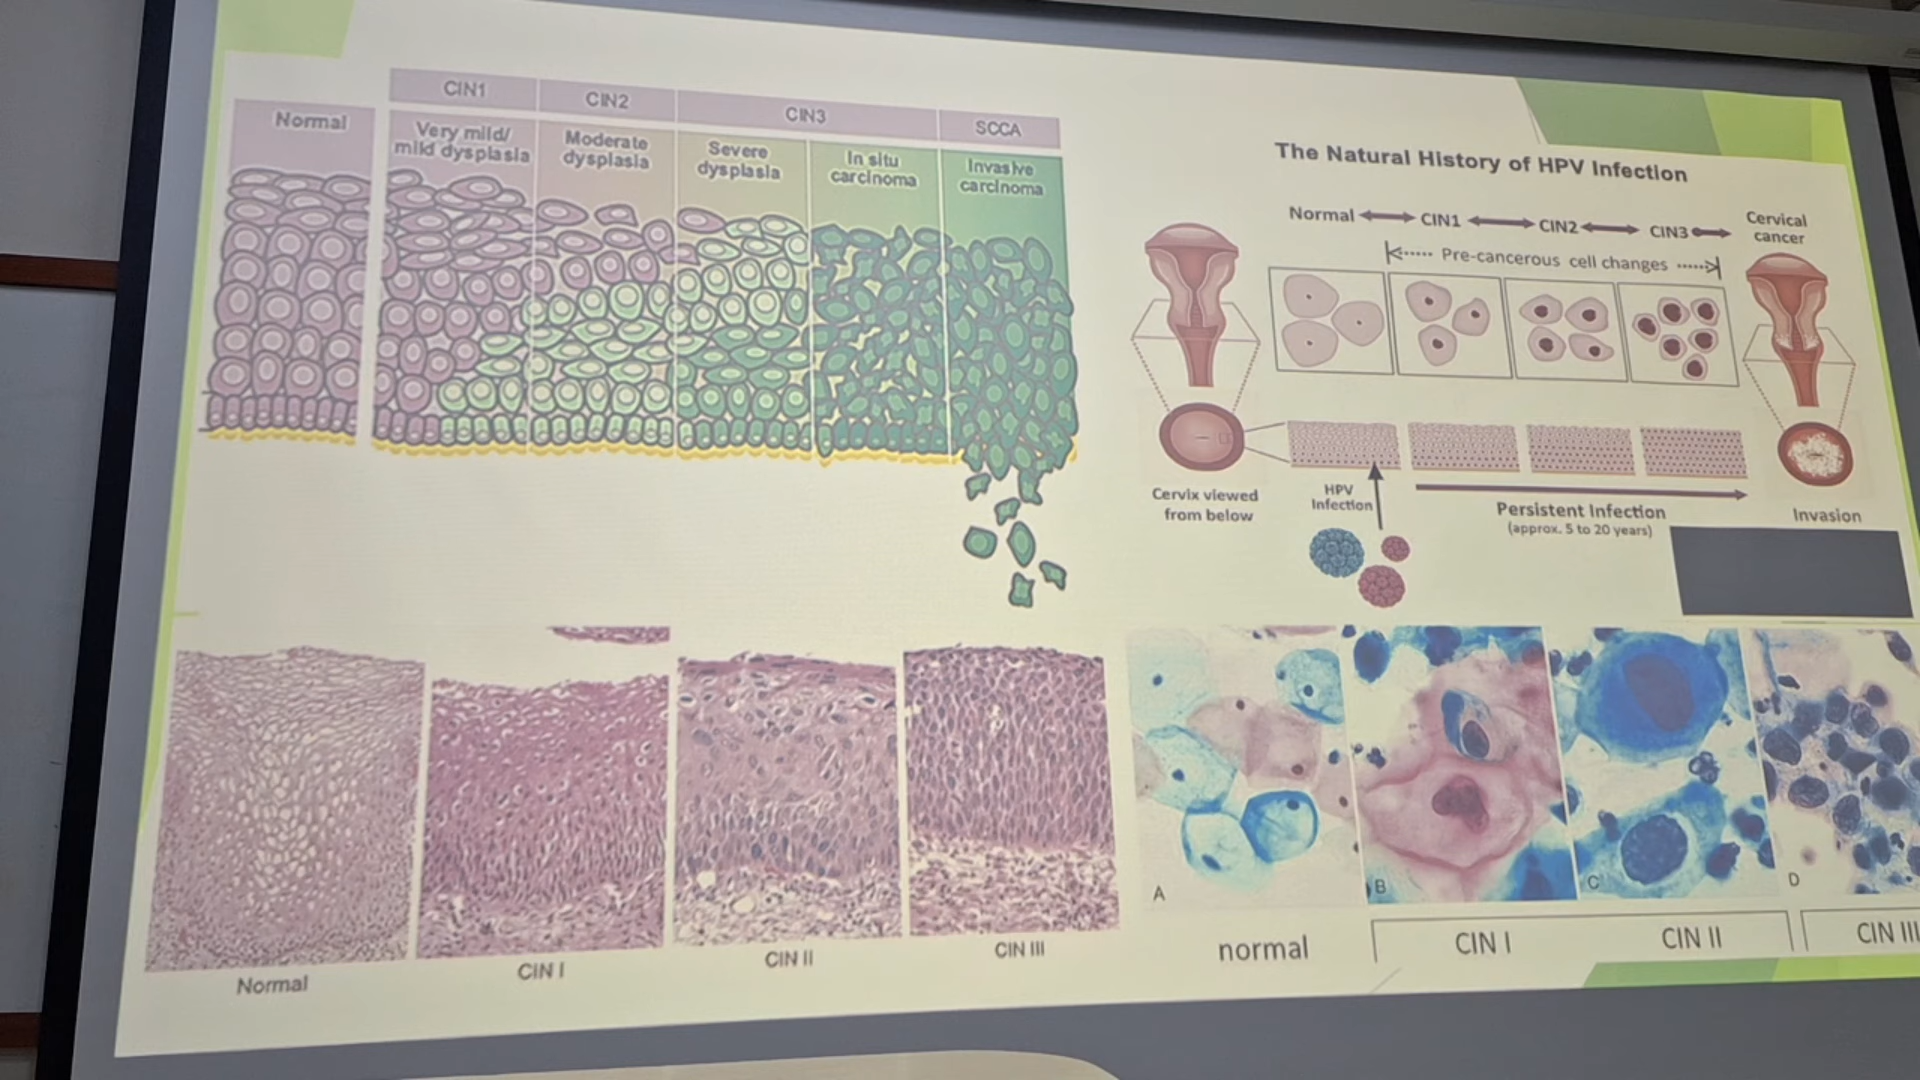 CIN1
CIN2
CIN3
SCCA
Normal
Very mild/
mild dysplasia
Moderate
dysplasia
Severe
dysplasia
In situ
carcinoma
Invasive
carcinoma
The Natural History of HPV Infection
Normal
CIN1
CIN2
CIN3
Cervical
cancer
Pre-cancerous cell changes
Cervix viewed
from below
HPV
Infection
Persistent Infection
(approx. 5 to 20 years)
Invasion
Normal
CIN I
CIN II
CIN III
A
B
C
D
normal
CIN I
CIN II
CIN III